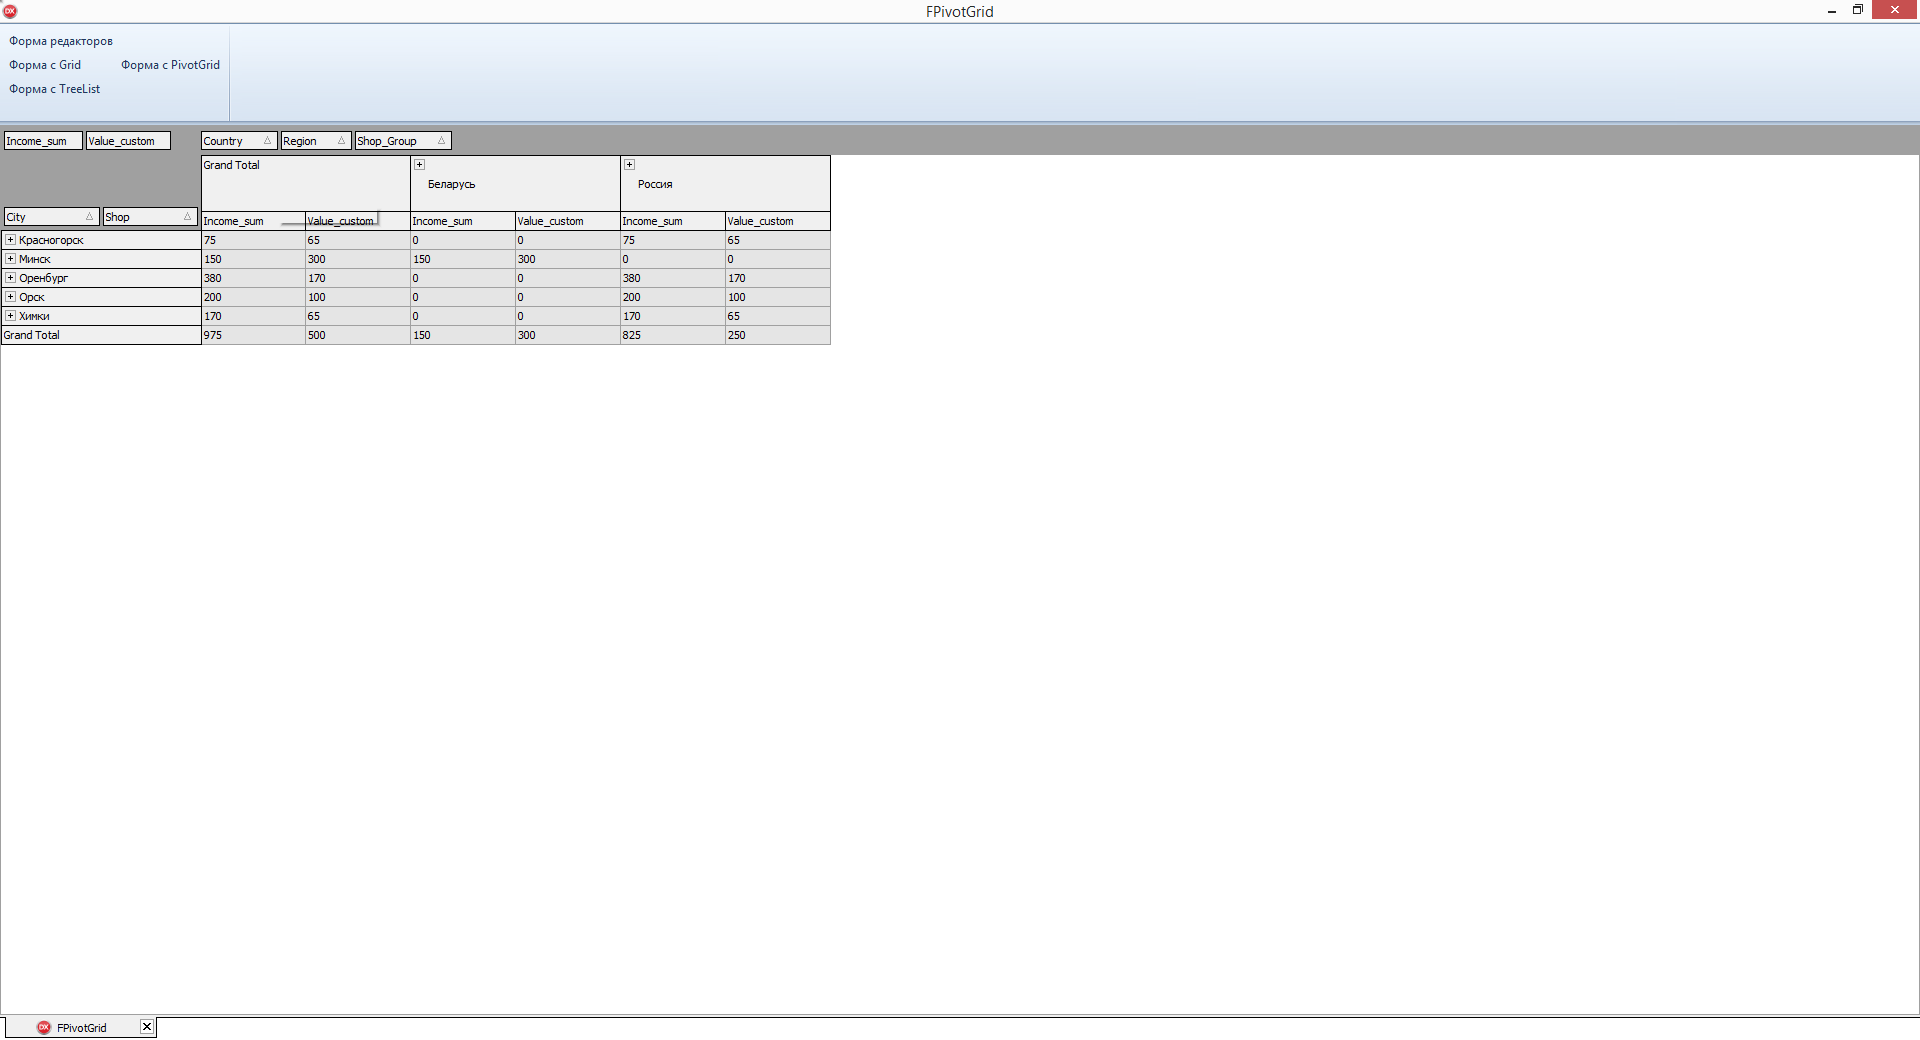 FPivotGrid
Форма редакторов
Форма с Grid Форма с PivotGrid
Форма с TreeList
Income_sum Value_custom Country Region Shop_Group
Grand Total
Беларусь Россия
City Shop Income_sum Value_custom Income_sum Value_custom Income_sum Value_custom
Красногорск 75 65 0 0 75 65
Минск 150 300 150 300 0 0
Оренбург 380 170 0 0 380 170
Орск 200 100 0 0 200 100
Химки 170 65 0 0 170 65
Grand Total 975 500 150 300 825 250
DX FPivotGrid